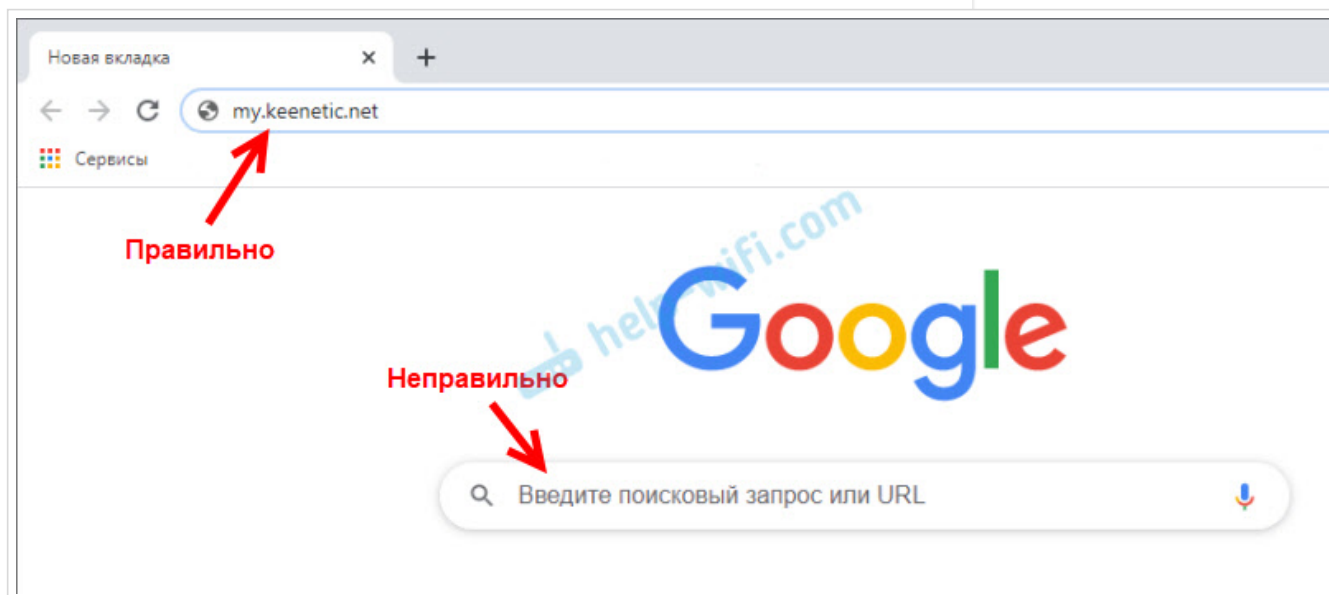 Новая вкладка
my.keenetic.net
Сервисы
Правильно
help-wifi.com
Google
Неправильно
Введите поисковый запрос или URL